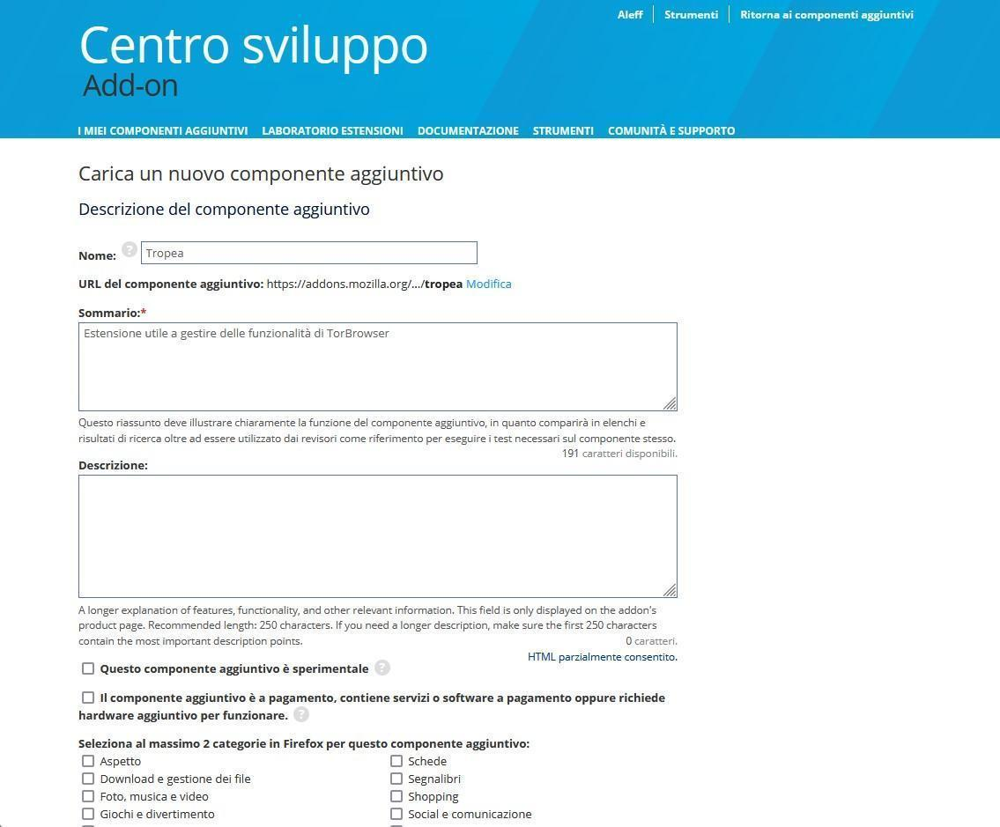 Aleff
Strumenti
Ritorna ai componenti aggiuntivi
Centro sviluppo
Add-on
I MIEI COMPONENTI AGGIUNTIVI
LABORATORIO ESTENSIONI
DOCUMENTAZIONE
STRUMENTI
COMUNITÀ E SUPPORTO
Carica un nuovo componente aggiuntivo
Descrizione del componente aggiuntivo
Nome: ? Tropea
URL del componente aggiuntivo: https://addons.mozilla.org/.../tropea Modifica
Sommario:*
Estensione utile a gestire delle funzionalità di TorBrowser
Questo riassunto deve illustrare chiaramente la funzione del componente aggiuntivo, in quanto comparirà in elenchi e
risultati di ricerca oltre ad essere utilizzato dai revisori come riferimento per eseguire i test necessari sul componente stesso.
191 caratteri disponibili.
Descrizione:
A longer explanation of features, functionality, and other relevant information. This field is only displayed on the addon's
product page. Recommended length: 250 characters. If you need a longer description, make sure the first 250 characters
contain the most important description points.
0 caratteri.
HTML parzialmente consentito.
Questo componente aggiuntivo è sperimentale ?
Il componente aggiuntivo è a pagamento, contiene servizi o software a pagamento oppure richiede
hardware aggiuntivo per funzionare. ?
Seleziona al massimo 2 categorie in Firefox per questo componente aggiuntivo:
Aspetto
Download e gestione dei file
Foto, musica e video
Giochi e divertimento
Schede
Segnalibri
Shopping
Social e comunicazione